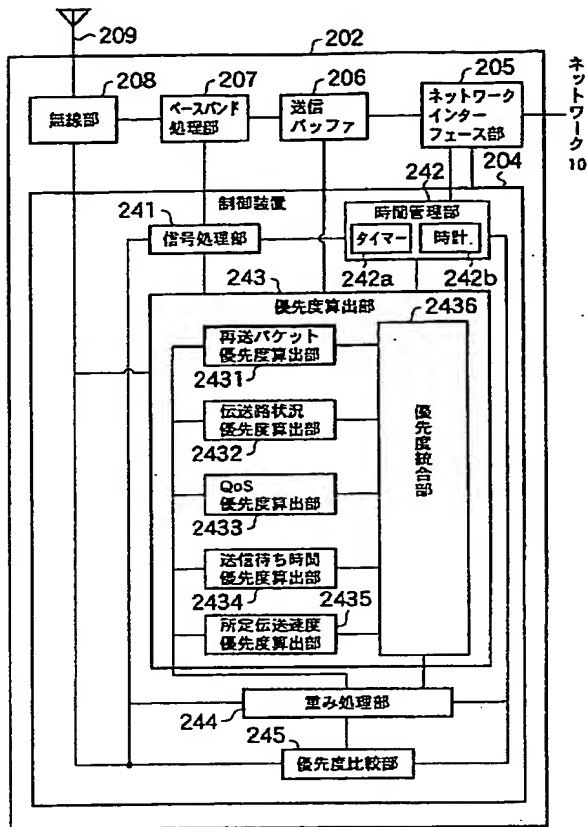 209
202
208
207
206
205
無線部
ベースバンド
処理部
送信
バッファ
ネットワーク
インター
フェース部
ネットワーク10
204
制御装置
242
時間管理部
タイマー
時計
242a
242b
241
信号処理部
243
優先度算出部
2436
再送パケット
優先度算出部
2431
伝送路状況
優先度算出部
2432
QoS
優先度算出部
2433
送信待ち時間
優先度算出部
2434
2435
所定伝送速度
優先度算出部
優先度統合部
重み処理部
244
245
優先度比較部